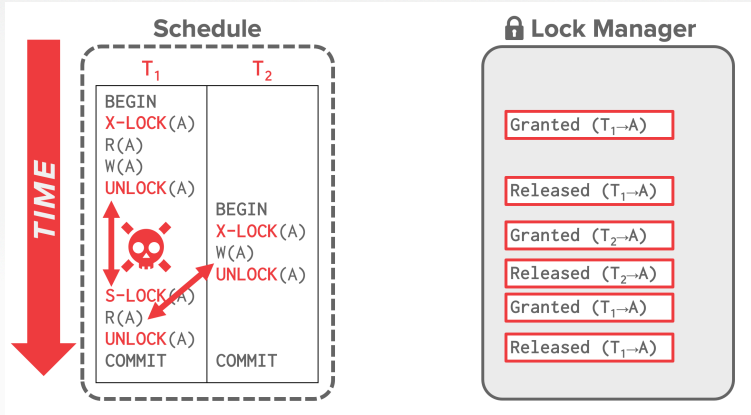 Schedule
Lock Manager
TIME
T₁ T₂
BEGIN
X-LOCK(A)
R(A)
W(A)
UNLOCK(A)
BEGIN
X-LOCK(A)
W(A)
UNLOCK(A)
S-LOCK(A)
R(A)
UNLOCK(A)
COMMIT COMMIT
Granted (T₁→A)
Released (T₁→A)
Granted (T₂→A)
Released (T₂→A)
Granted (T₁→A)
Released (T₁→A)